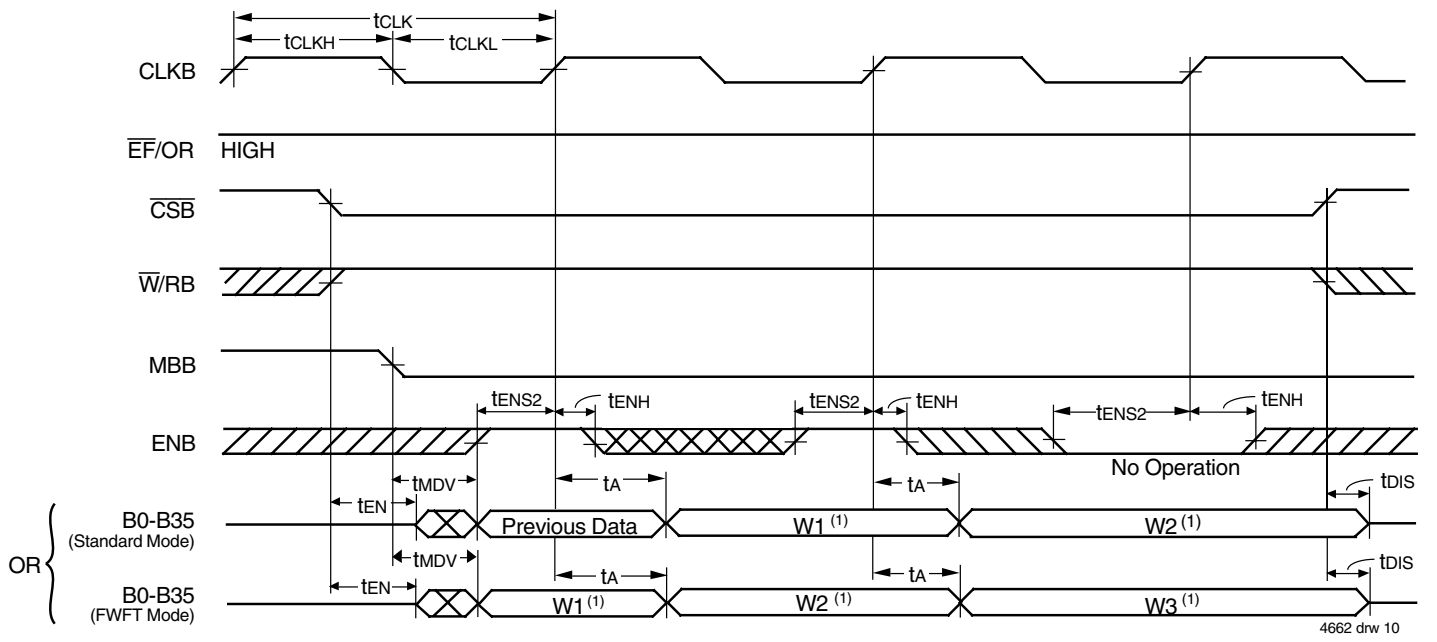 tCLK
tCLKH tCLKL
CLKB
EF/OR HIGH
CSB
W/RB
MBB
tENS2 tENH tENS2 tENH tENS2 tENH
ENB
No Operation
tMDV tA tA tDIS
tEN
B0-B35 Previous Data W1 (1) W2 (1)
(Standard Mode)
OR
tMDV tDIS
tEN tA tA
B0-B35 W1 (1) W2 (1) W3 (1)
(FWFT Mode)
4662 drw 10